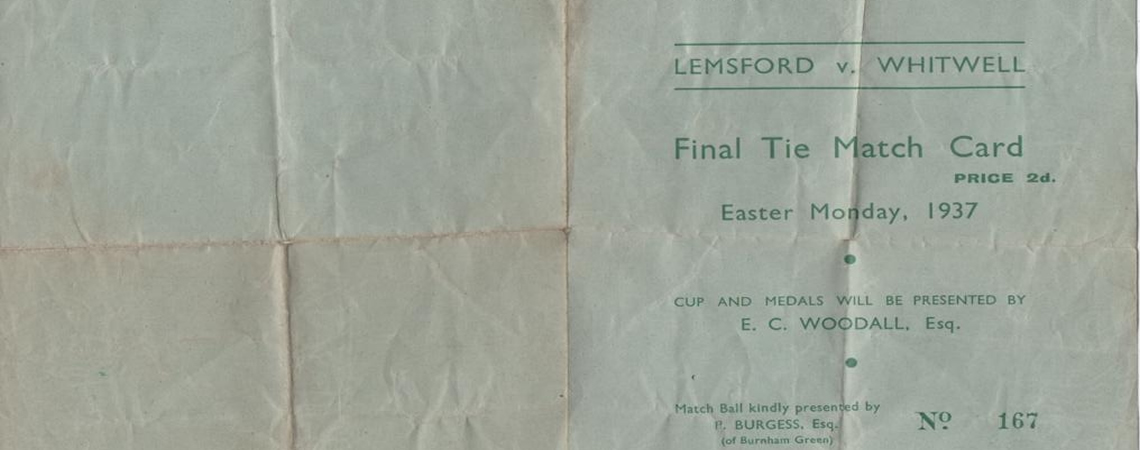 LEMSFORD v. WHITWELL
Final Tie Match Card
PRICE 2d.
Easter Monday, 1937
CUP AND MEDALS WILL BE PRESENTED BY
E. C. WOODALL, Esq.
Match Ball kindly presented by
BURGESS, Esq.
(of Burnham Green)
Nº 167